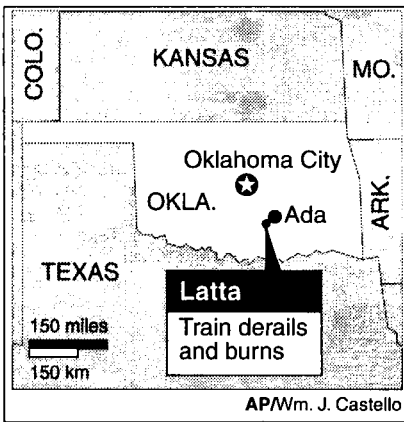 COLO.
KANSAS
MO.
Oklahoma City
OKLA.
Ada
ARK.
TEXAS
Latta
Train derails
and burns
150 miles
150 km
AP/Wm. J. Castello